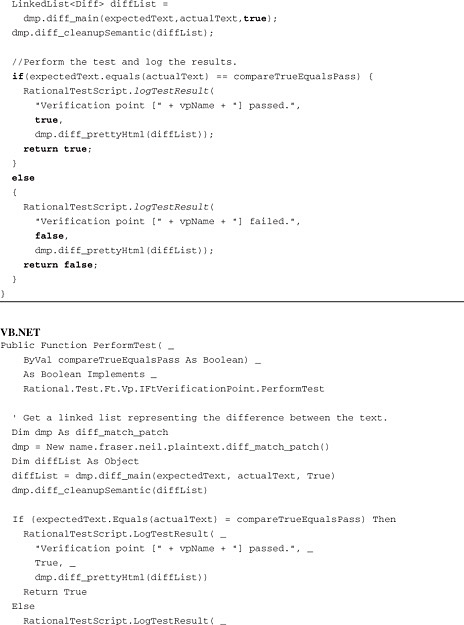 LinkedList<Diff> diffList =
dmp.diff_main(expectedText,actualText,true);
dmp.diff_cleanupSemantic(diffList);
//Perform the test and log the results.
if(expectedText.equals(actualText) == compareTrueEqualsPass) {
RationalTestScript.logTestResult(
"Verification point [" + vpName + "] passed.",
true,
dmp.diff_prettyHtml(diffList));
return true;
}
else
{
RationalTestScript.logTestResult(
"Verification point [" + vpName + "] failed.",
false,
dmp.diff_prettyHtml(diffList));
return false;
}
}
VB.NET
Public Function PerformTest( _
ByVal compareTrueEqualsPass As Boolean) _
As Boolean Implements _
Rational.Test.Ft.Vp.IFtVerificationPoint.PerformTest
' Get a linked list representing the difference between the text.
Dim dmp As diff_match_patch
dmp = New name.fraser.neil.plaintext.diff_match_patch()
Dim diffList As Object
diffList = dmp.diff_main(expectedText, actualText, True)
dmp.diff_cleanupSemantic(diffList)
If (expectedText.Equals(actualText) = compareTrueEqualsPass) Then
RationalTestScript.LogTestResult( _
"Verification point [" + vpName + "] passed.", _
True, _
dmp.diff_prettyHtml(diffList))
Return True
Else
RationalTestScript.LogTestResult( _